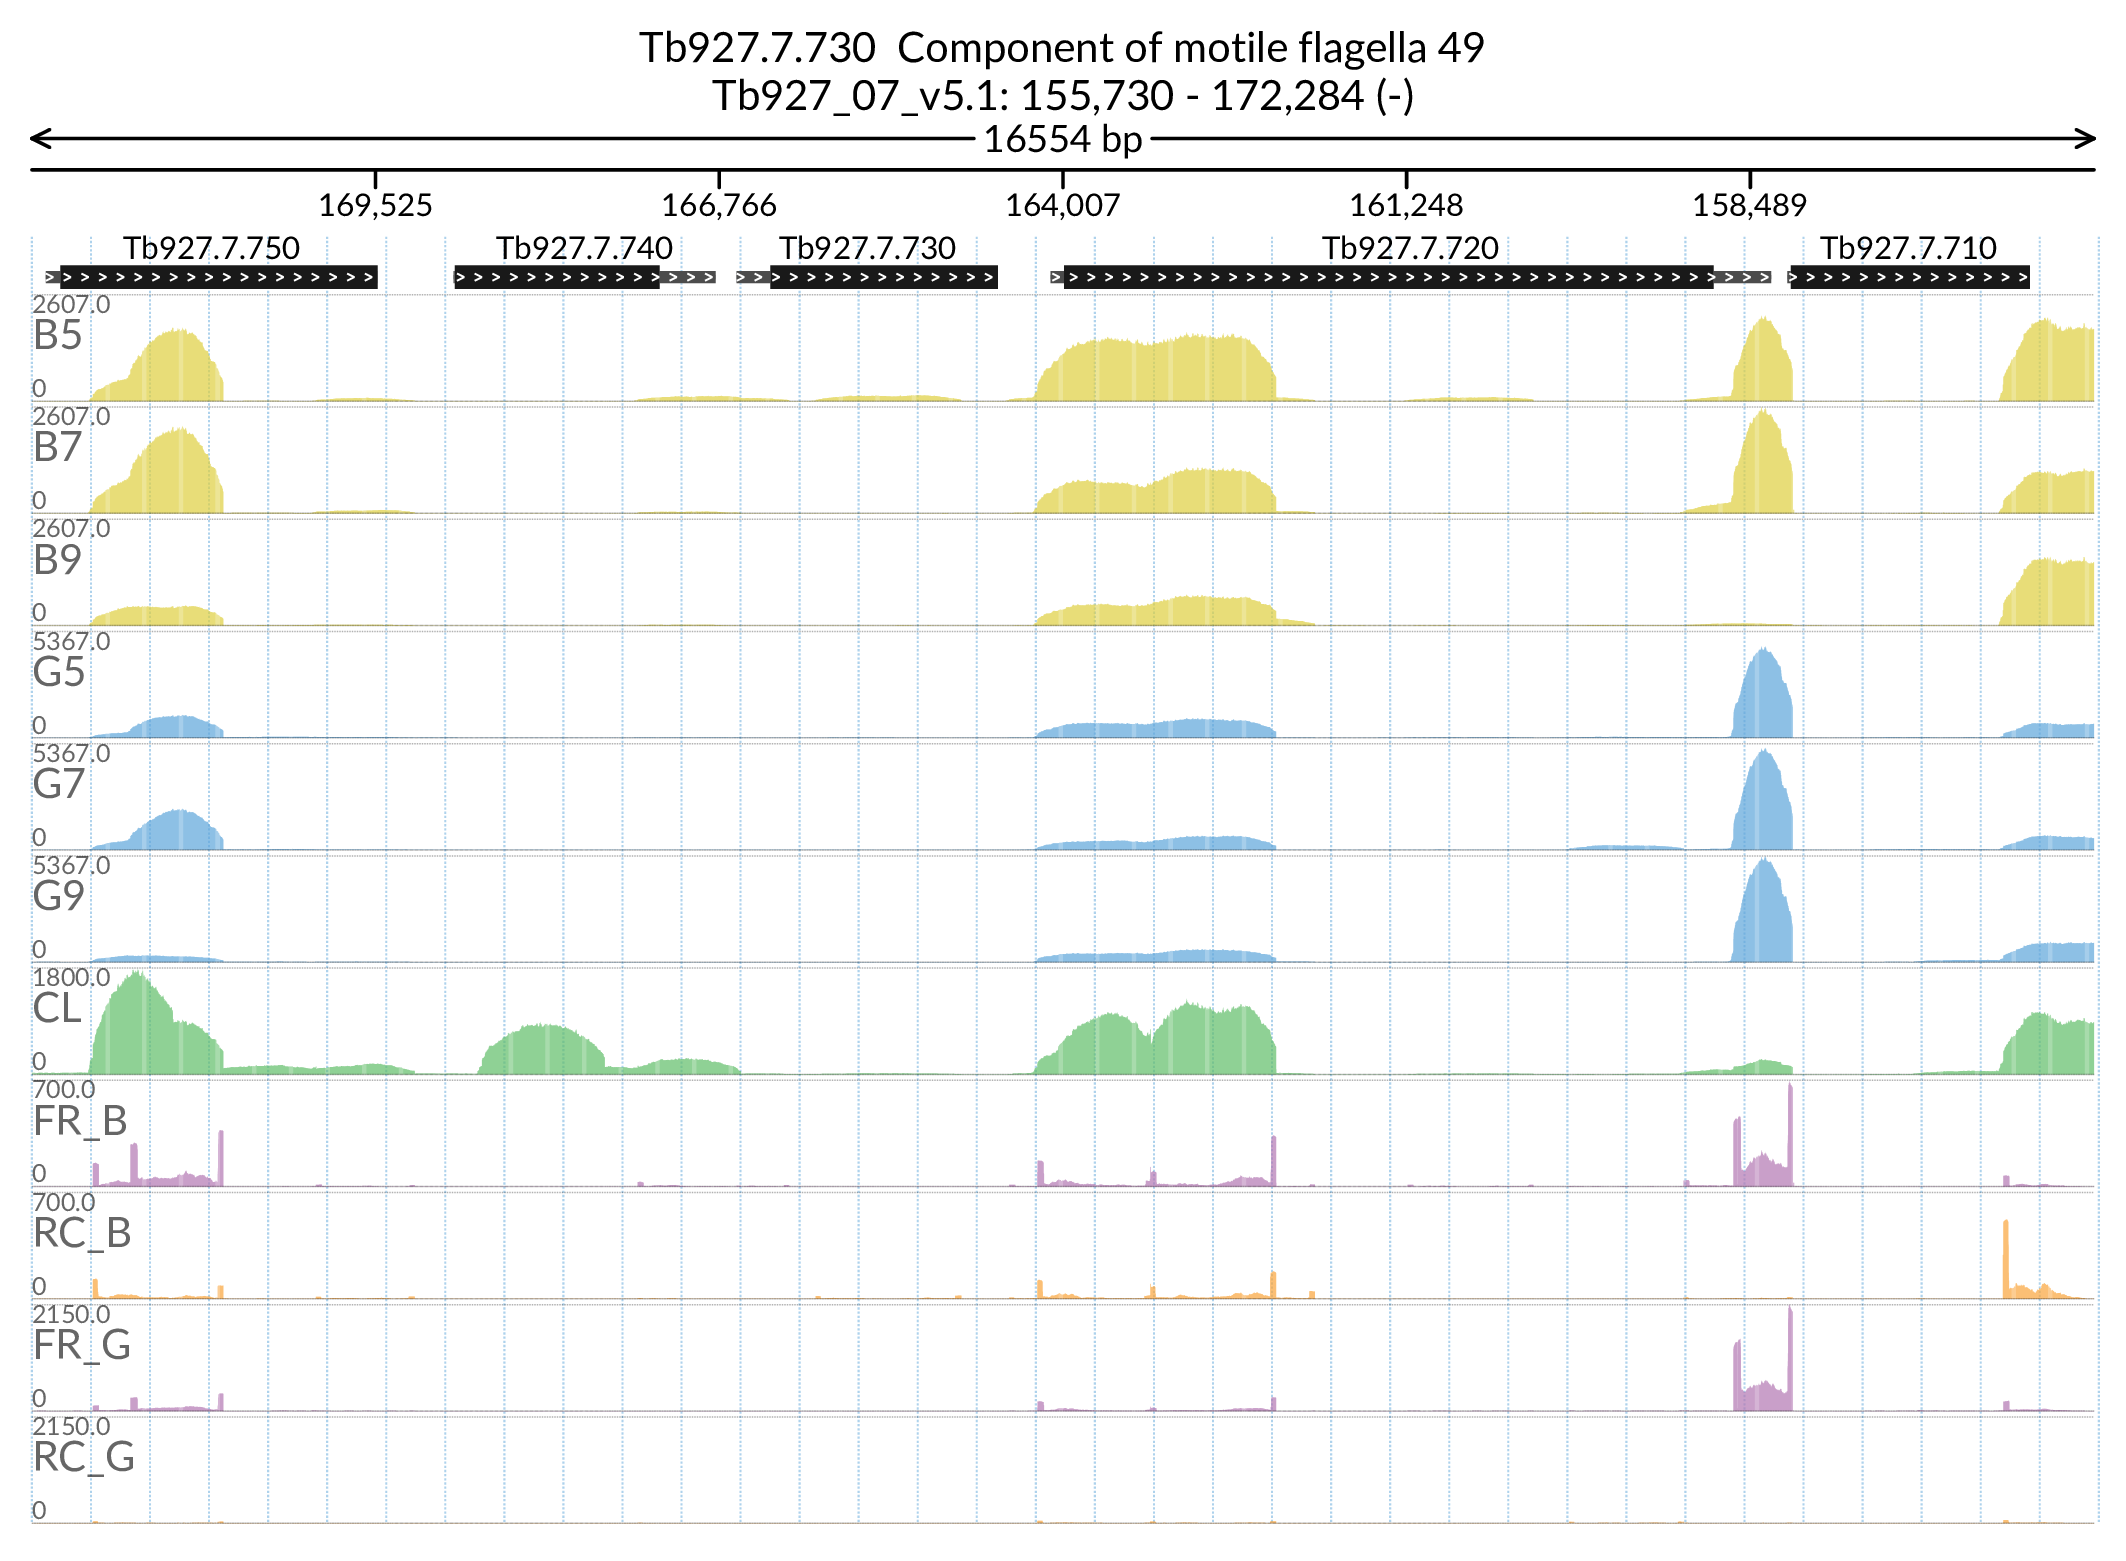 Tb927.7.730  Component of motile flagella 49
Tb927_07_v5.1: 155,730 - 172,284 (-)
16554 bp
169,525 166,766 164,007 161,248 158,489
Tb927.7.750 Tb927.7.740 Tb927.7.730 Tb927.7.720 Tb927.7.710
2607.0
B5
0
2607.0
B7
0
2607.0
B9
0
5367.0
G5
0
5367.0
G7
0
5367.0
G9
0
1800.0
CL
0
700.0
FR_B
0
700.0
RC_B
0
2150.0
FR_G
0
2150.0
RC_G
0